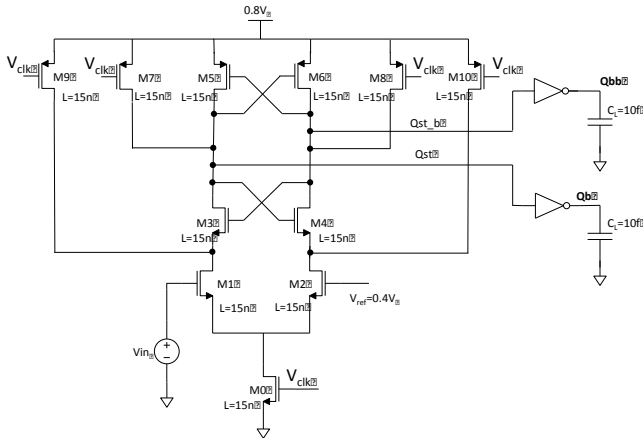 0.8V
Vclk M9 Vclk M7 M5 M6 M8 Vclk M10 Vclk
L=15n L=15n L=15n L=15n L=15n L=15n
Qbb
Qst_b
CL=10f
Qst
Qb
M3 M4
L=15n L=15n
CL=10f
M1 M2
L=15n L=15n
Vref=0.4V
Vin
M0 Vclk
L=15n